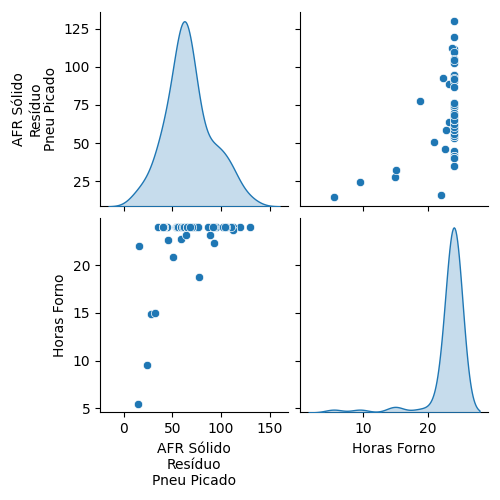 125
100
75
50
25
AFR Sólido
Resíduo
Pneu Picado
20
15
10
5
Horas Forno
0
50
100
150
10
20
AFR Sólido
Resíduo
Pneu Picado
Horas Forno